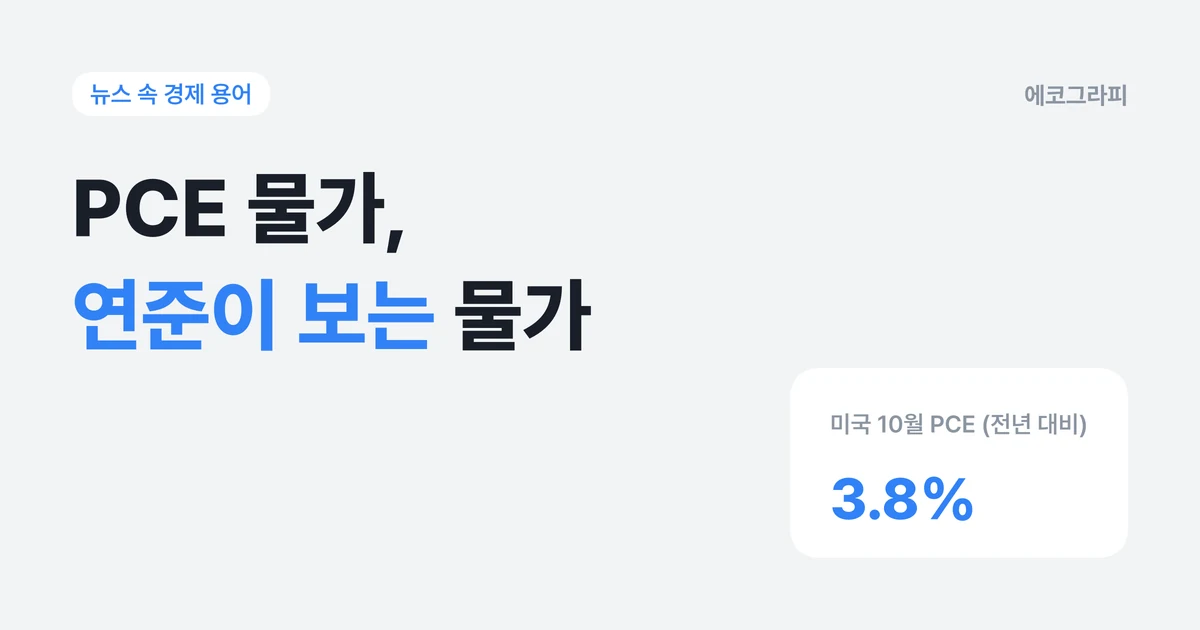 뉴스 속 경제 용어
에코그라피
PCE 물가,
연준이 보는 물가
미국 10월 PCE (전년 대비)
3.8%